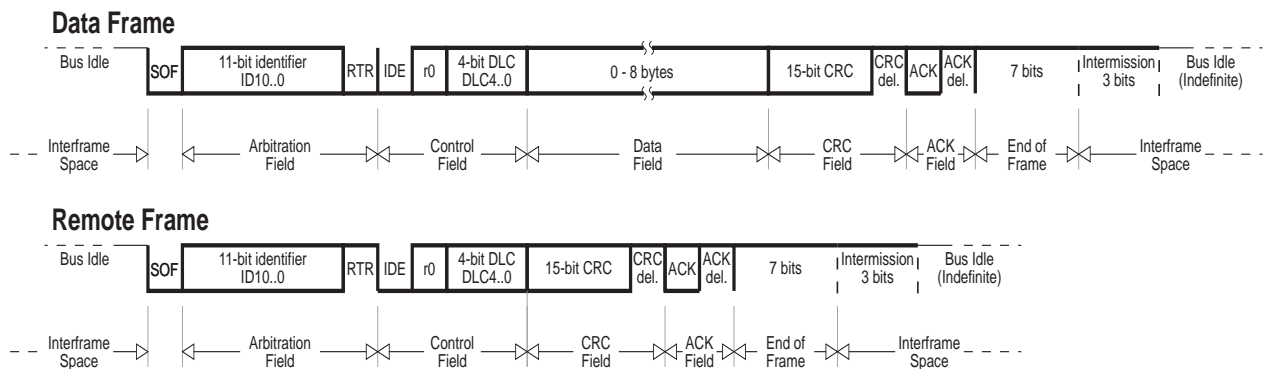 Data Frame
Bus Idle
SOF
11-bit identifier
ID10..0
RTR
IDE
r0
4-bit DLC
DLC4..0
0 - 8 bytes
15-bit CRC
CRC
del.
ACK
ACK
del.
7 bits
Intermission
3 bits
Bus Idle
(Indefinite)
Interframe
Space
Arbitration
Field
Control
Field
Data
Field
CRC
Field
ACK
Field
End of
Frame
Interframe
Space
Remote Frame
Bus Idle
SOF
11-bit identifier
ID10..0
RTR
IDE
r0
4-bit DLC
DLC4..0
15-bit CRC
CRC
del.
ACK
ACK
del.
7 bits
Intermission
3 bits
Bus Idle
(Indefinite)
Interframe
Space
Arbitration
Field
Control
Field
CRC
Field
ACK
Field
End of
Frame
Interframe
Space